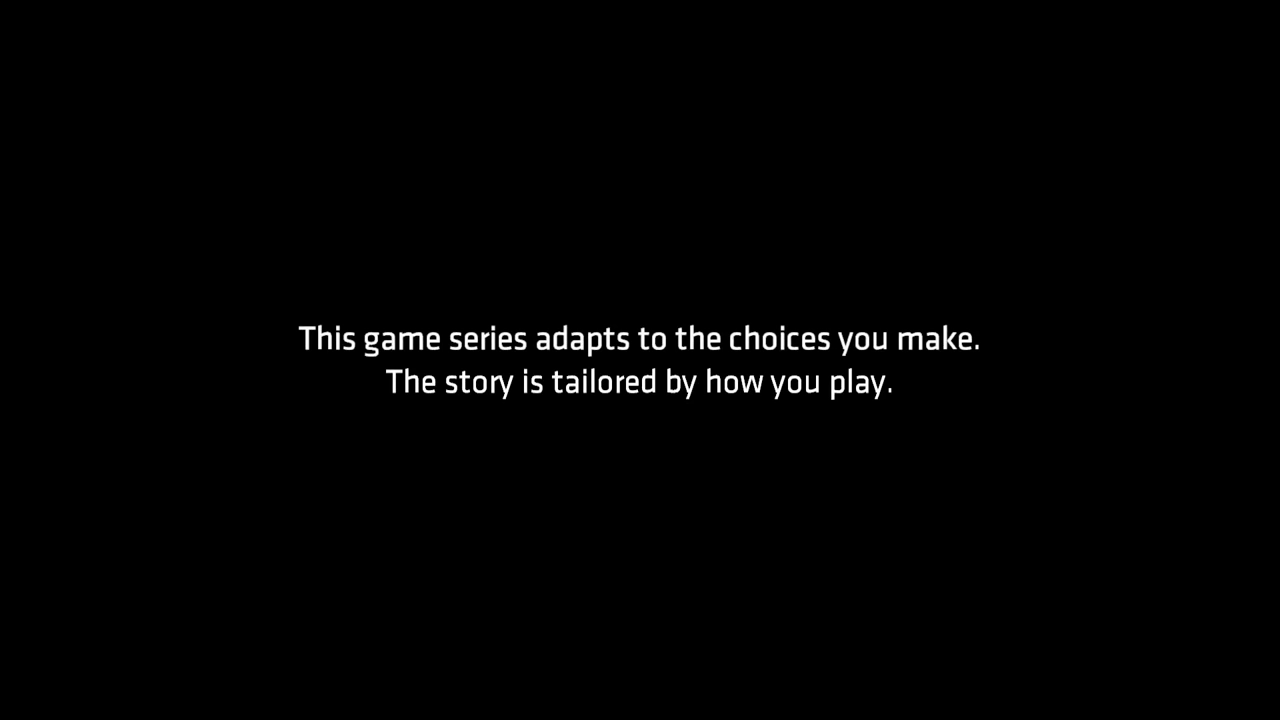 This game series adapts to the choices you make.
The story is tailored by how you play.